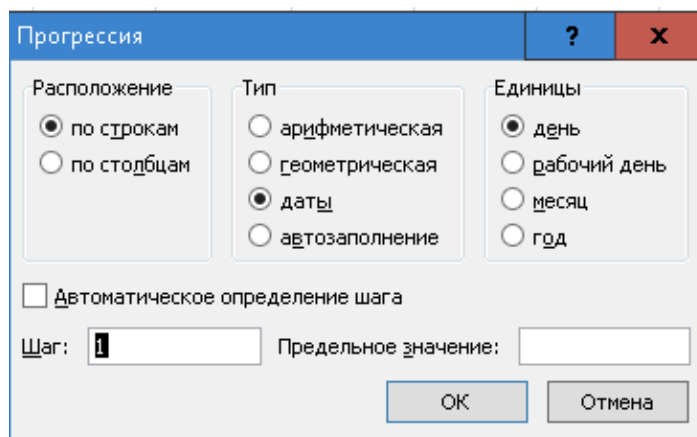 Прогрессия ? x
Расположение Тип Единицы
по строкам арифметическая день
по столбцам геометрическая рабочий день
даты месяц
автозаполнение год
Автоматическое определение шага
Шаг: 1 Предельное значение:
ОК Отмена